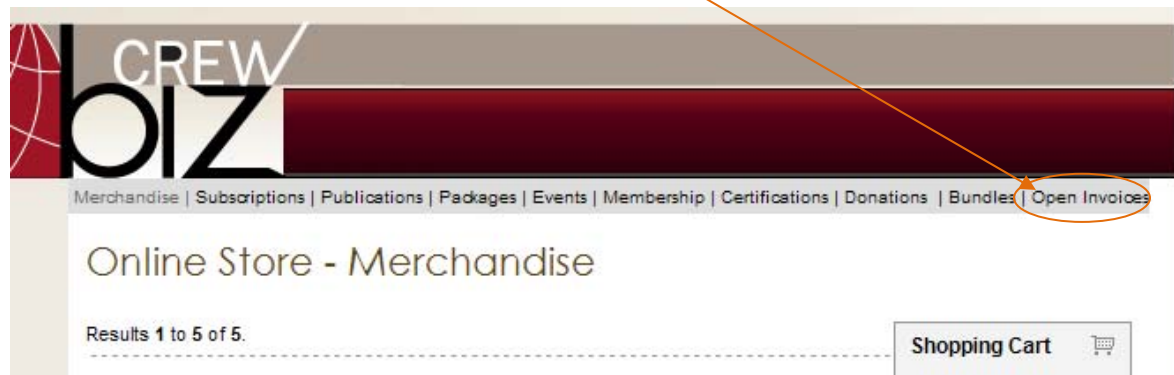 CREW
biz
Merchandise | Subscriptions | Publications | Packages | Events | Membership | Certifications | Donations | Bundles | Open Invoices
Online Store - Merchandise
Results 1 to 5 of 5.
Shopping Cart